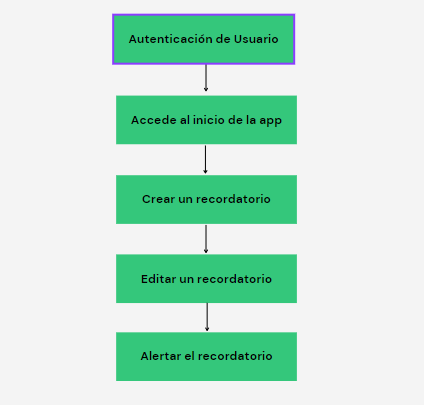 Autenticación de Usuario
Accede al inicio de la app
Crear un recordatorio
Editar un recordatorio
Alertar el recordatorio